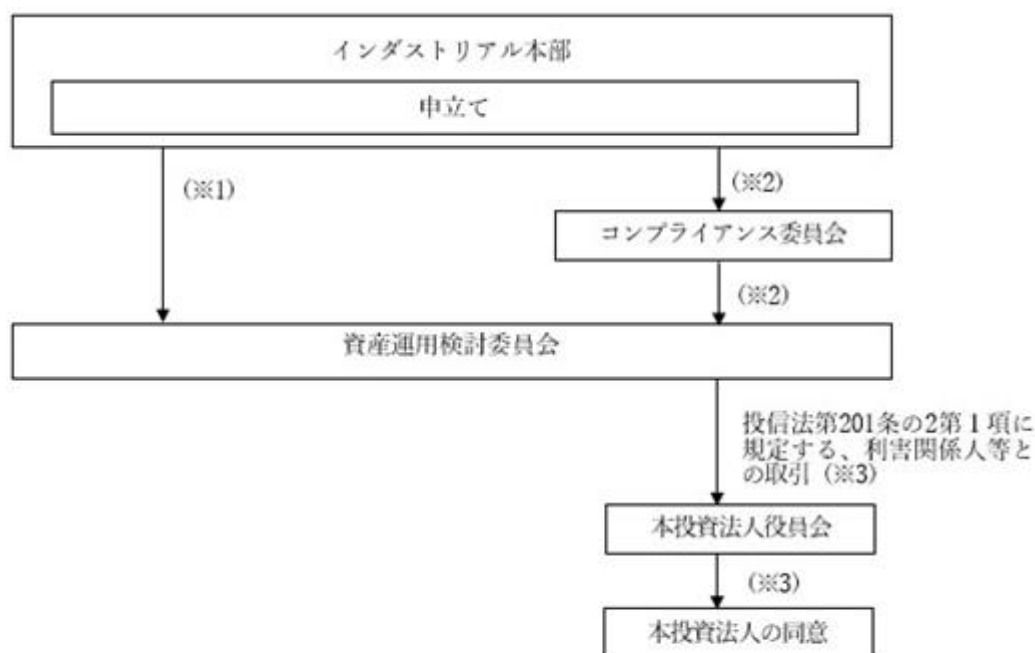 インダストリアル本部
申立て
(※1)
(※2)
コンプライアンス委員会
(※2)
資産運用検討委員会
投信法第201条の2第1項に
規定する、利害関係人等と
の取引(※3)
本投資法人役員会
(※3)
本投資法人の同意